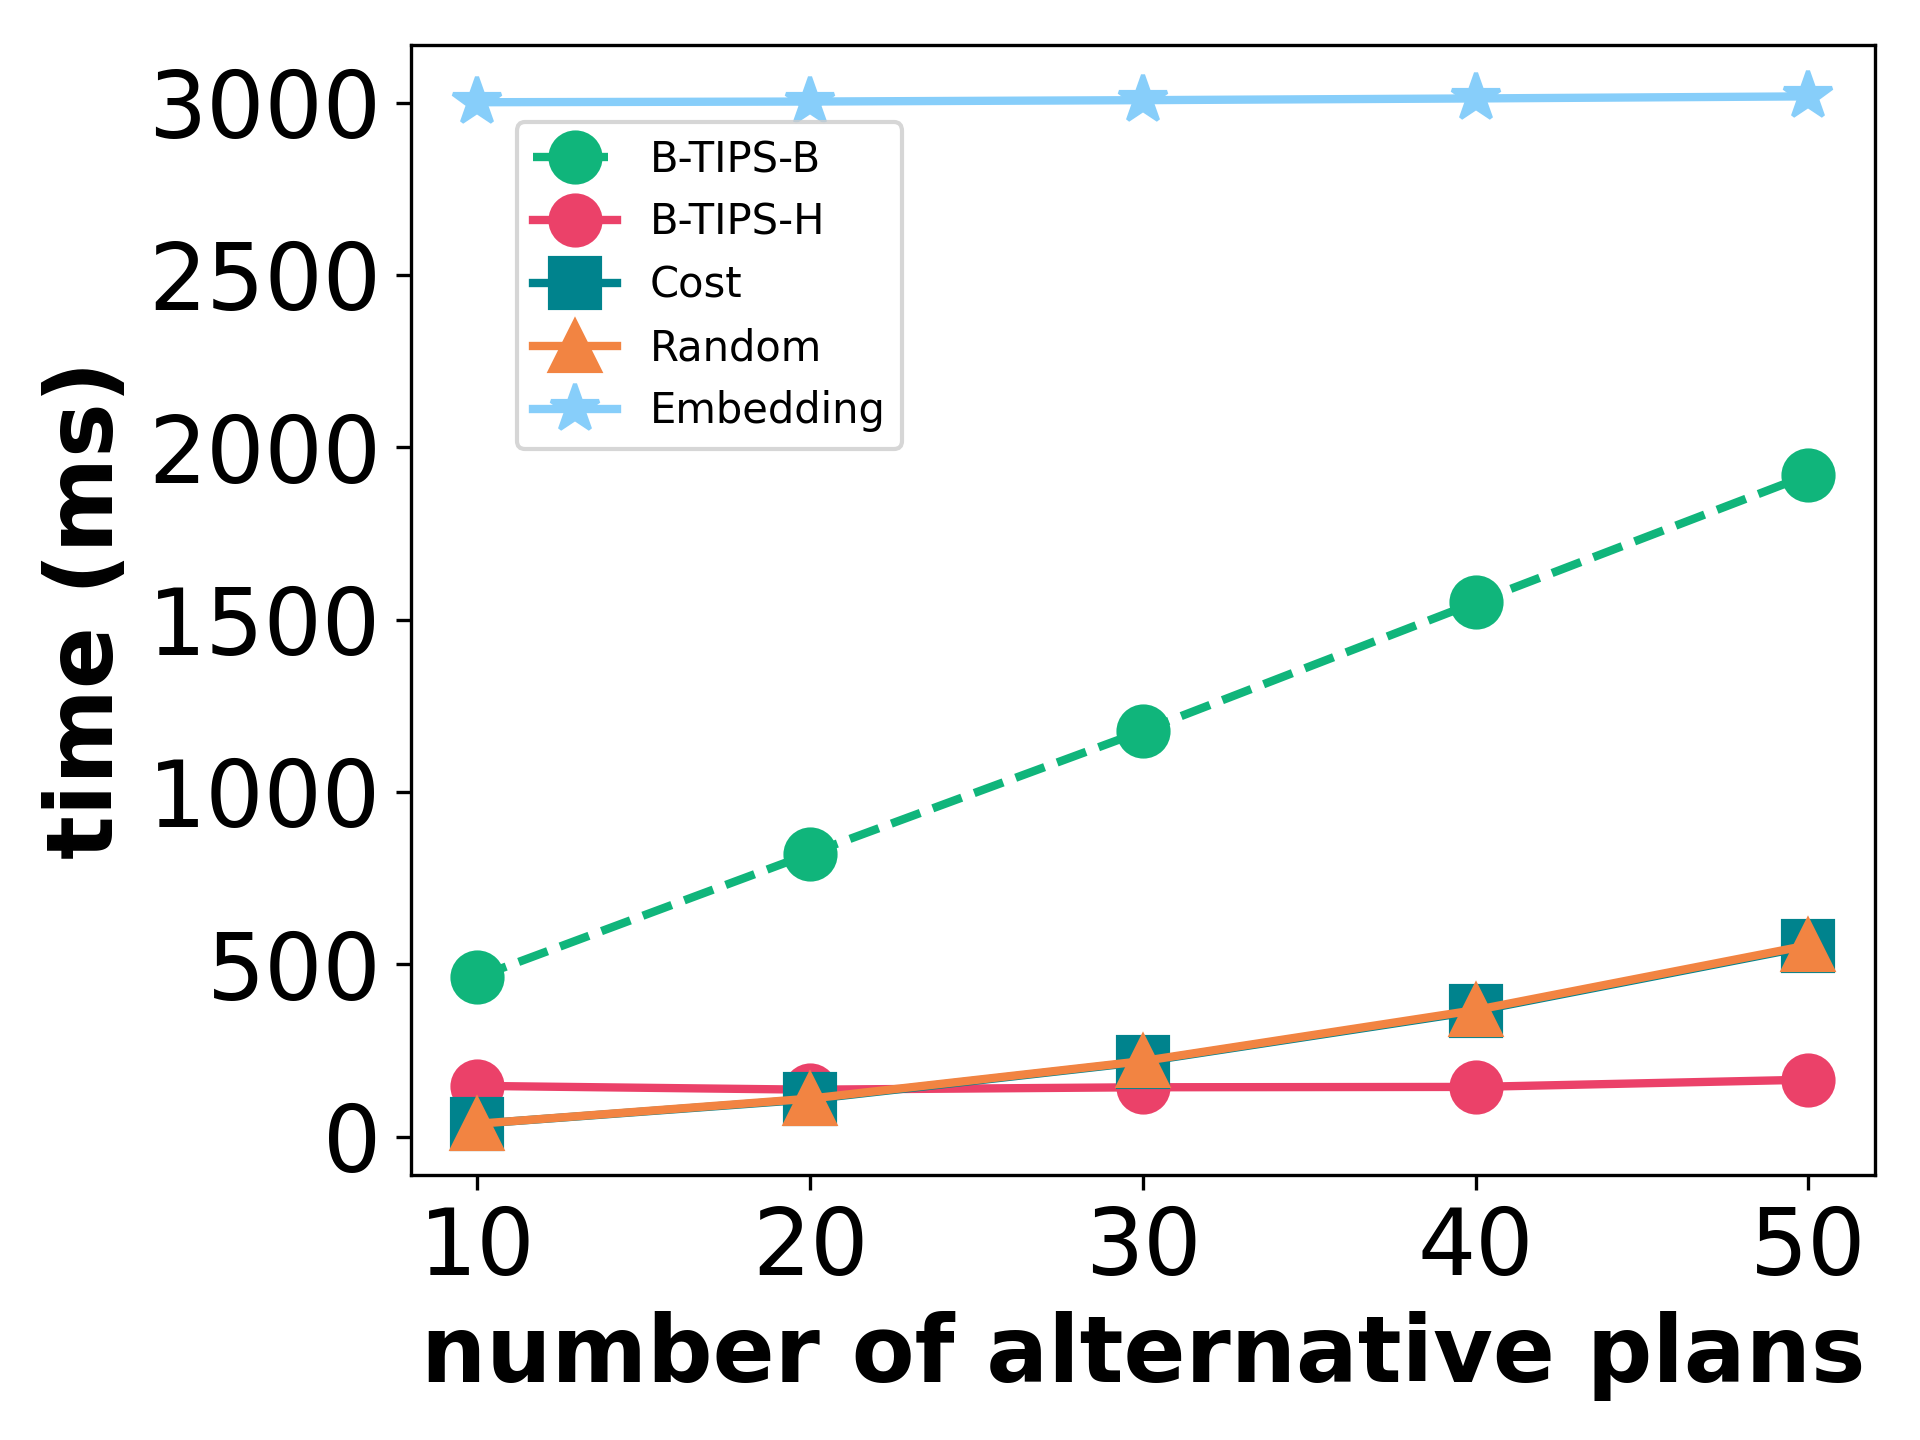 3000
2500
2000
1500
1000
500
0
time (ms)
B-TIPS-B
B-TIPS-H
Cost
Random
Embedding
10 20 30 40 50
number of alternative plans